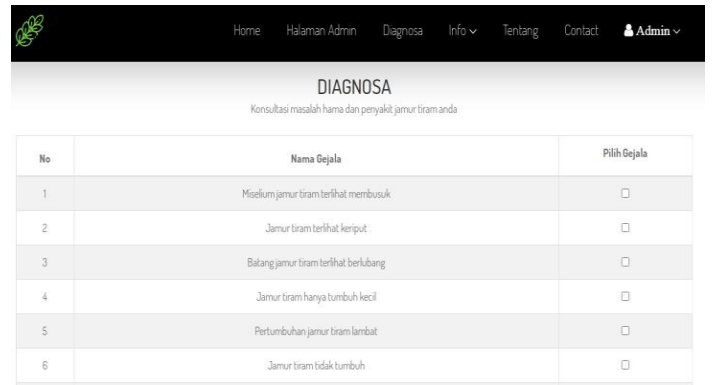 Home Halaman Admin Diagnosa Info Tentang Contact Admin
DIAGNOSA
Konsultasi masalah hama dan penyakit jamur tiram anda
No Nama Gejala Pilih Gejala
1 Miselium jamur tiram terlihat membusuk
2 Jamur tiram terlihat keriput
3 Batang jamur tiram terlihat berlubang
4 Jamur tiram hanya tumbuh kecil
5 Pertumbuhan jamur tiram lambat
6 Jamur tiram tidak tumbuh